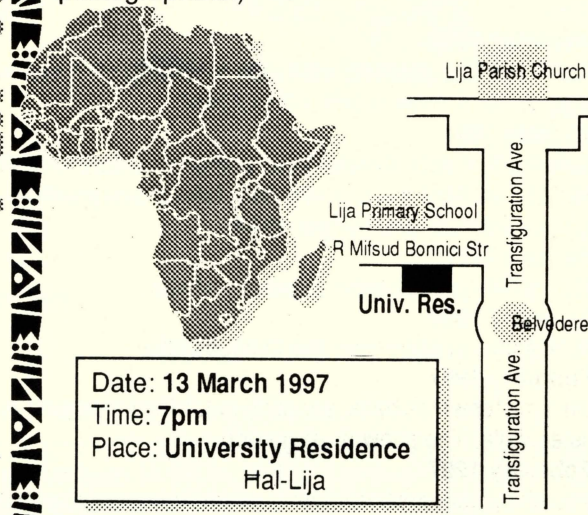 Lija Parish Church
Transfiguration Ave.
Lija Primary School
R Mifsud Bonnici Str
Univ. Res.
Belvedere
Transfiguration Ave.
Date: 13 March 1997
Time: 7pm
Place: University Residence
Ħal-Lija